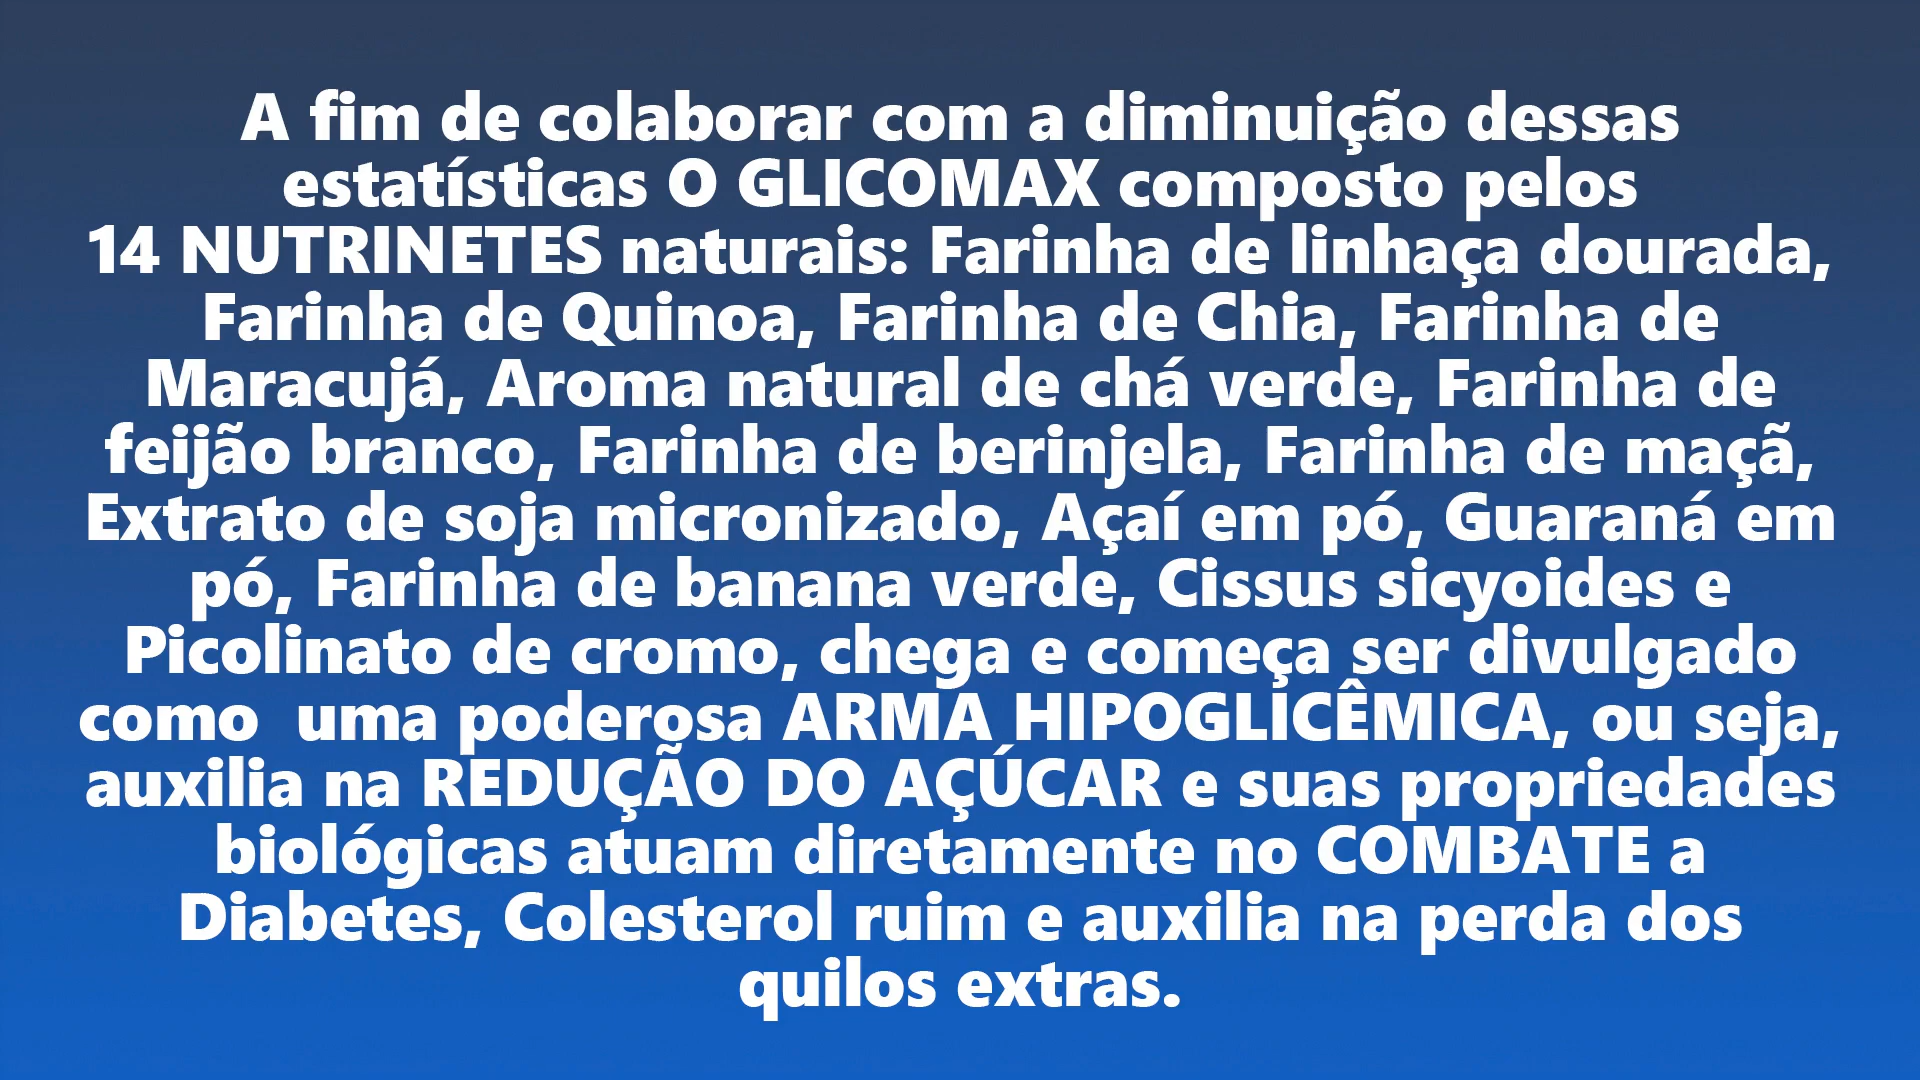 A fim de colaborar com a diminuição dessas
estatísticas O GLICOMAX composto pelos
14 NUTRINETES naturais: Farinha de linhaça dourada,
Farinha de Quinoa, Farinha de Chia, Farinha de
Maracujá, Aroma natural de chá verde, Farinha de
feijão branco, Farinha de berinjela, Farinha de maçã,
Extrato de soja micronizado, Açaí em pó, Guaraná em
pó, Farinha de banana verde, Cissus sicyoides e
Picolinato de cromo, chega e começa ser divulgado
como  uma poderosa ARMA HIPOGLICÊMICA, ou seja,
auxilia na REDUÇÃO DO AÇÚCAR e suas propriedades
biológicas atuam diretamente no COMBATE a
Diabetes, Colesterol ruim e auxilia na perda dos
quilos extras.